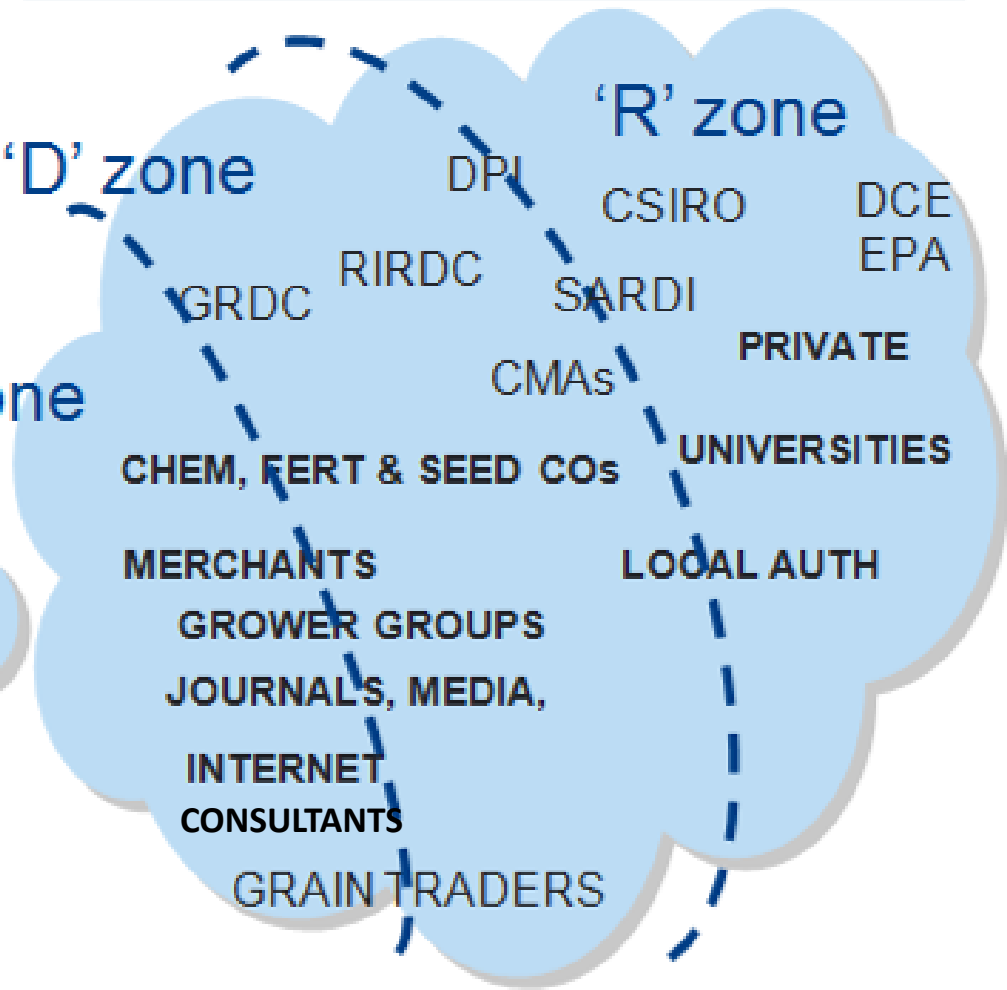 ‘R’ zone
‘D’ zone
DPI
CSIRO
DCE
EPA
RIRDC
GRDC
SARDI
PRIVATE
CMAs
one
UNIVERSITIES
CHEM, FERT & SEED COs
MERCHANTS
LOCAL AUTH
GROWER GROUPS
JOURNALS, MEDIA,
INTERNET
CONSULTANTS
GRAIN TRADERS